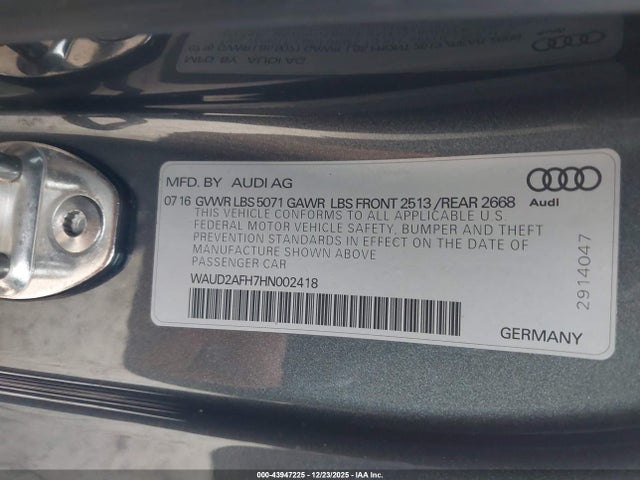 MFD. BY AUDI AG
07 16 GVWR LBS 5071 GAWR LBS FRONT 2513 / REAR 2668
THIS VEHICLE CONFORMS TO ALL APPLICABLE U.S.
FEDERAL MOTOR VEHICLE SAFETY, BUMPER AND THEFT
PREVENTION STANDARDS IN EFFECT ON THE DATE OF
MANUFACTURE SHOWN ABOVE
PASSENGER CAR
WAUD2AFH7HN002418
Audi
2914047
GERMANY
000-43947225 - 12/23/2025 - IAA Inc.